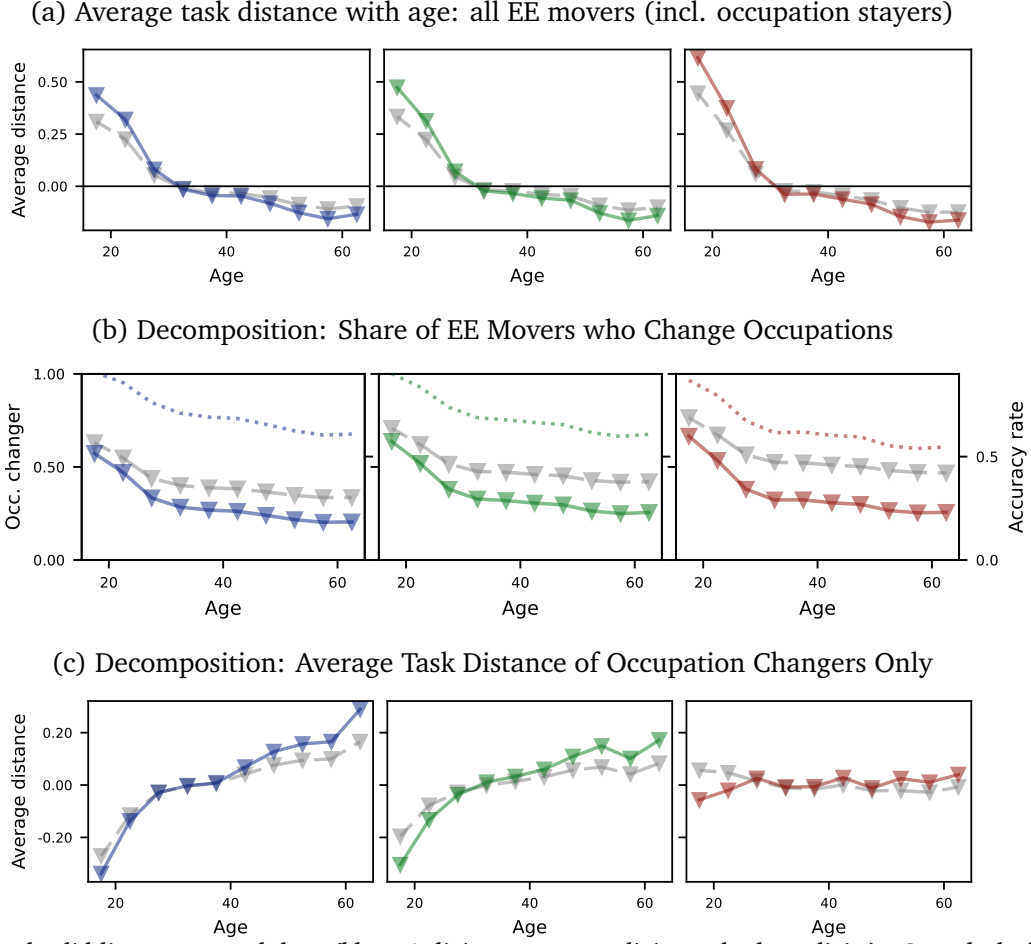 (a) Average task distance with age: all EE movers (incl. occupation stayers)
Average distance
0.50
0.25
0.00
20 40 60
20 40 60
20 40 60
Age Age Age
(b) Decomposition: Share of EE Movers who Change Occupations
Occ. changer
1.00
0.50
0.00
0.5
0.0
Accuracy rate
20 40 60
20 40 60
20 40 60
Age Age Age
(c) Decomposition: Average Task Distance of Occupation Changers Only
Average distance
0.20
0.00
-0.20
20 40 60
20 40 60
20 40 60
Age Age Age